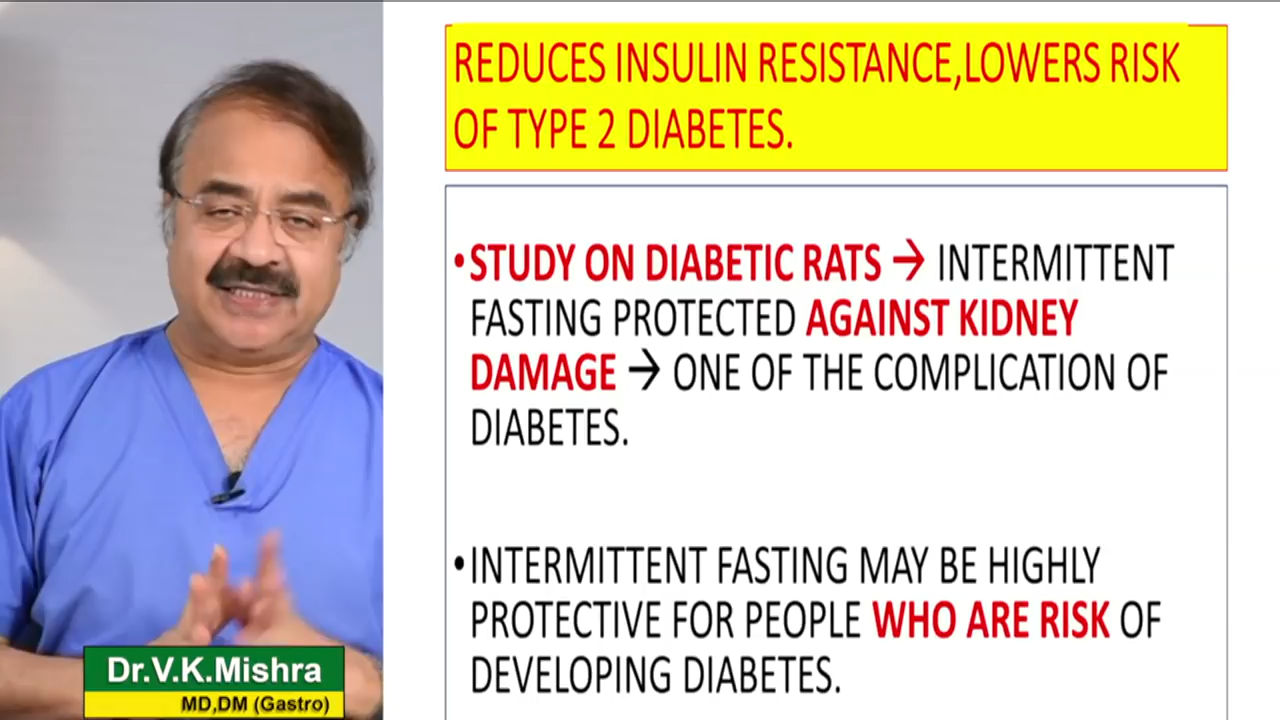 REDUCES INSULIN RESISTANCE,LOWERS RISK
OF TYPE 2 DIABETES.
•STUDY ON DIABETIC RATS → INTERMITTENT
FASTING PROTECTED AGAINST KIDNEY
DAMAGE → ONE OF THE COMPLICATION OF
DIABETES.
•INTERMITTENT FASTING MAY BE HIGHLY
PROTECTIVE FOR PEOPLE WHO ARE RISK OF
DEVELOPING DIABETES.
Dr.V.K.Mishra
MD,DM (Gastro)